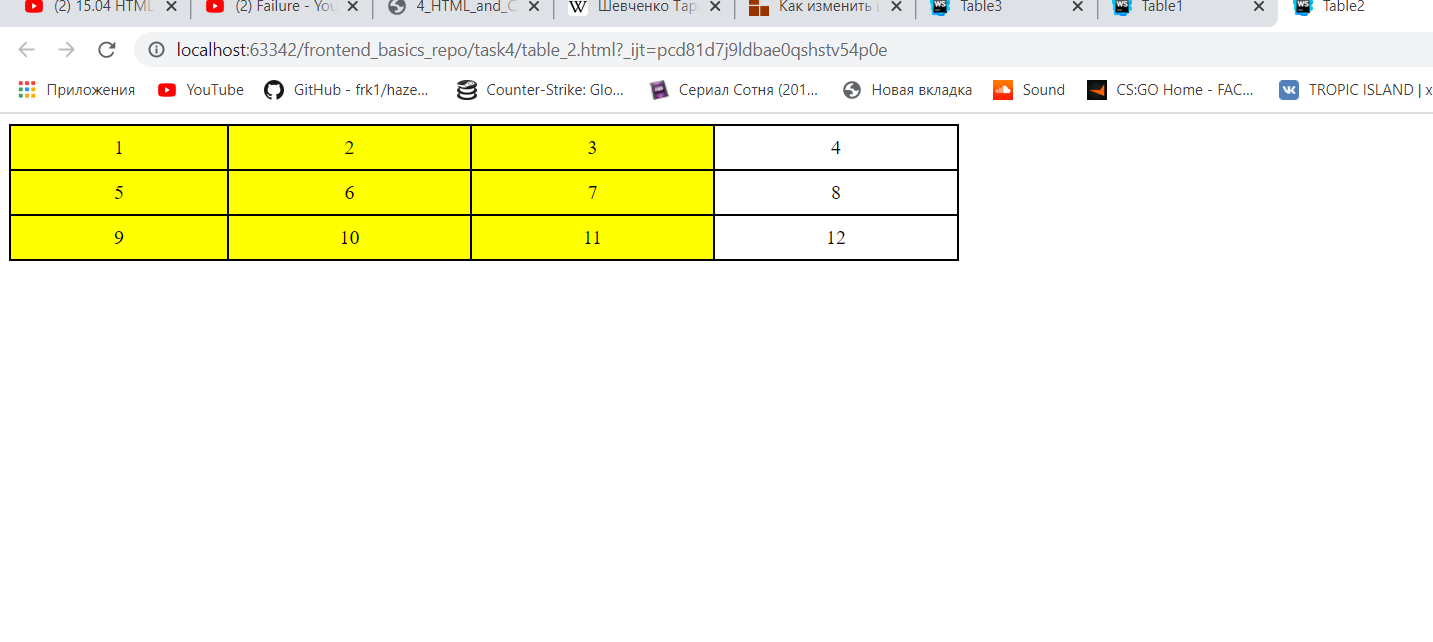 (2) 15.04 HTML (2) Failure - You 4_HTML_and_C Шевченко Тар Как изменить Table3 Table1 Table2
localhost:63342/frontend_basics_repo/task4/table_2.html?_ijt=pcd81d7j9ldbae0qshstv54p0e
Приложения YouTube GitHub - frk1/haze... Counter-Strike: Glo... Сериал Сотня (201... Новая вкладка Sound CS:GO Home - FAC... TROPIC ISLAND | x
1 2 3 4
5 6 7 8
9 10 11 12